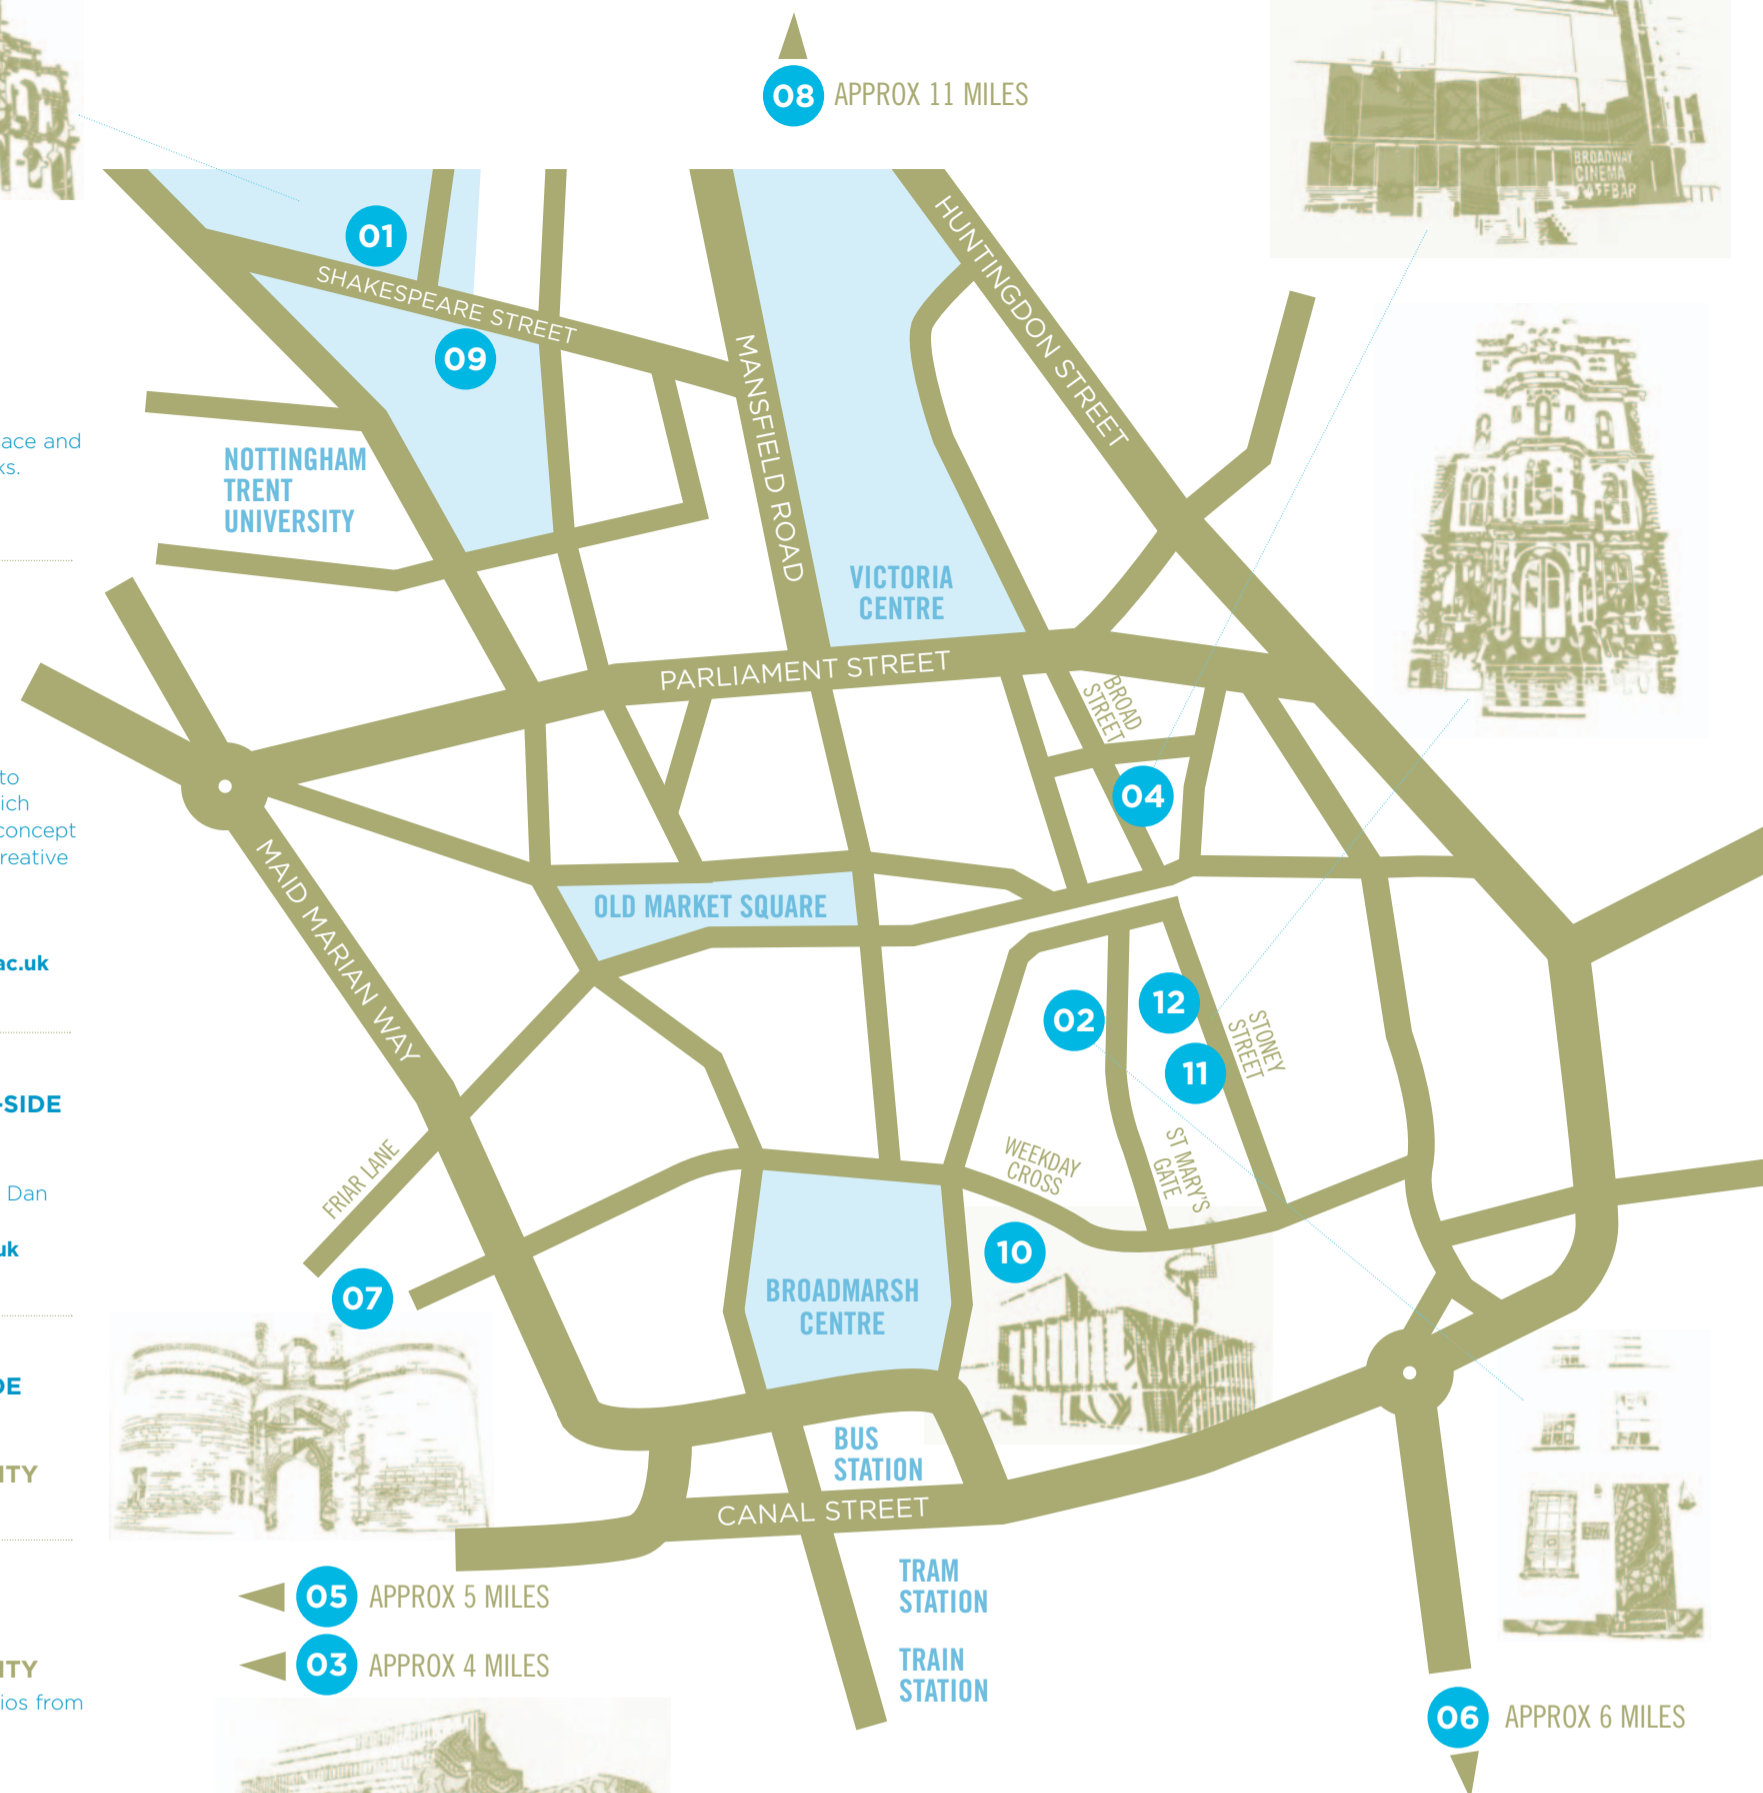 08 APPROX 11 MILES
BROADWAY
CINEMA
01
SHAKESPEARE STREET
09
HUNTINGDON STREET
MANSFIELD ROAD
ace and
ks.
NOTTINGHAM
TRENT
UNIVERSITY
VICTORIA
CENTRE
PARLIAMENT STREET
BROAD
STREET
to
ich
concept
reative
04
MAID MARIAN WAY
OLD MARKET SQUARE
ac.uk
02
12
11
STONEY
STREET
-SIDE
FRIAR LANE
WEEKDAY
CROSS
ST MARY'S
GATE
Dan
uk
10
07
BROADMARSH
CENTRE
DE
BUS
STATION
ITY
CANAL STREET
05 APPROX 5 MILES
TRAM
STATION
03 APPROX 4 MILES
TRAIN
STATION
ITY
ios from
06 APPROX 6 MILES